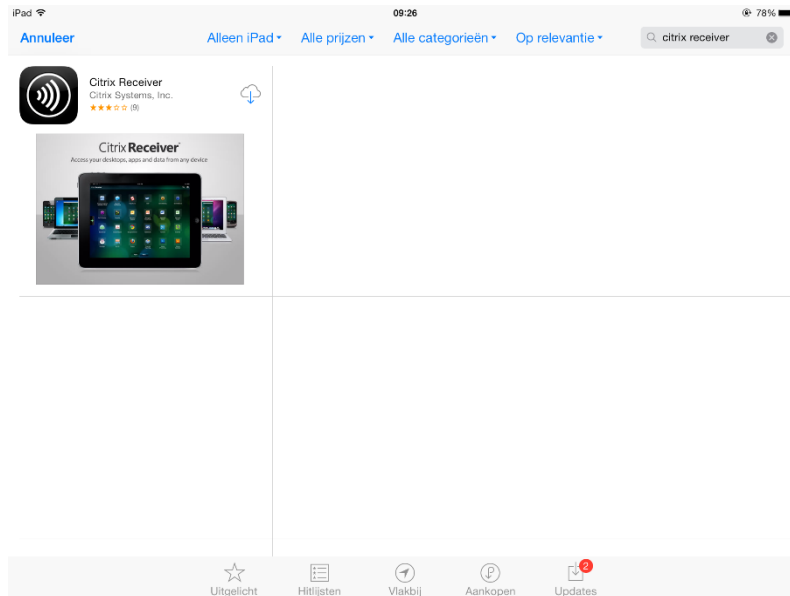 iPad 09:26 78%
Annuleer Alleen iPad Alle prijzen Alle categorieën Op relevantie citrix receiver
Citrix Receiver
Citrix Systems, Inc.
(9)
Citrix Receiver
Access your desktops, apps and data from any device
2
Uitgelicht Hitlijsten Vlakbij Aankopen Updates